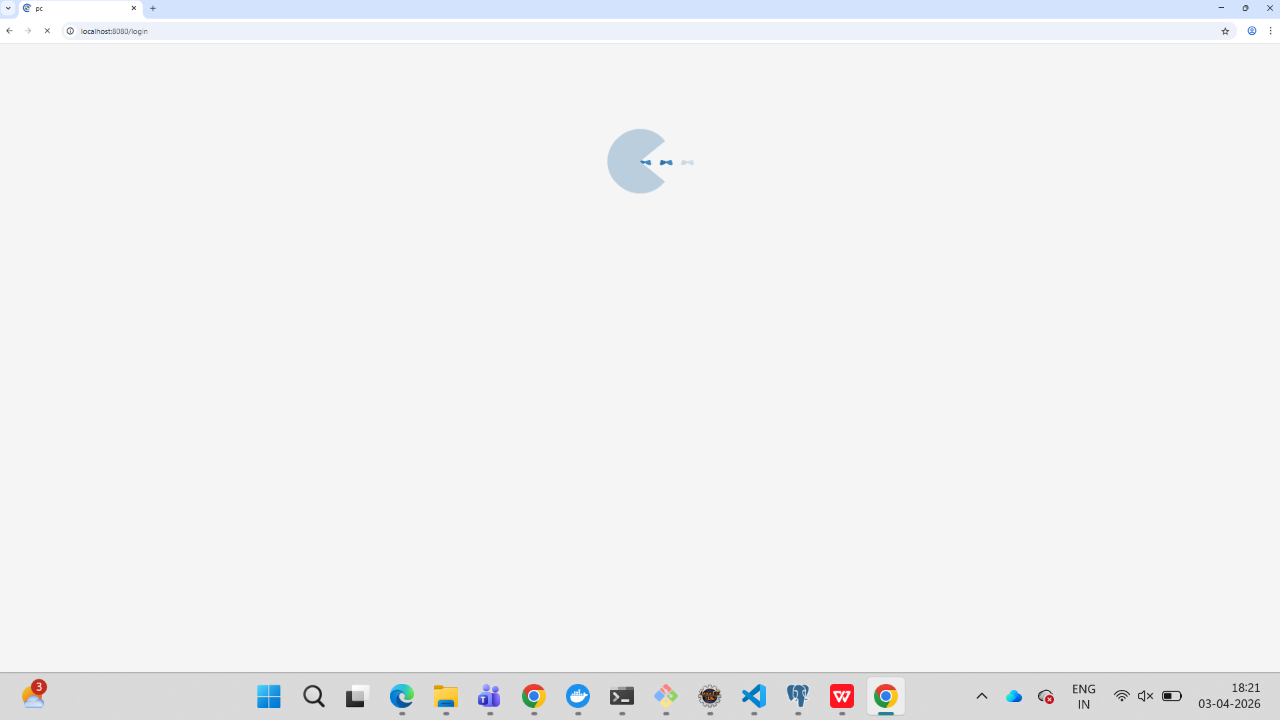 pc
localhost:8080/login
3
ENG
IN
18:21
03-04-2026